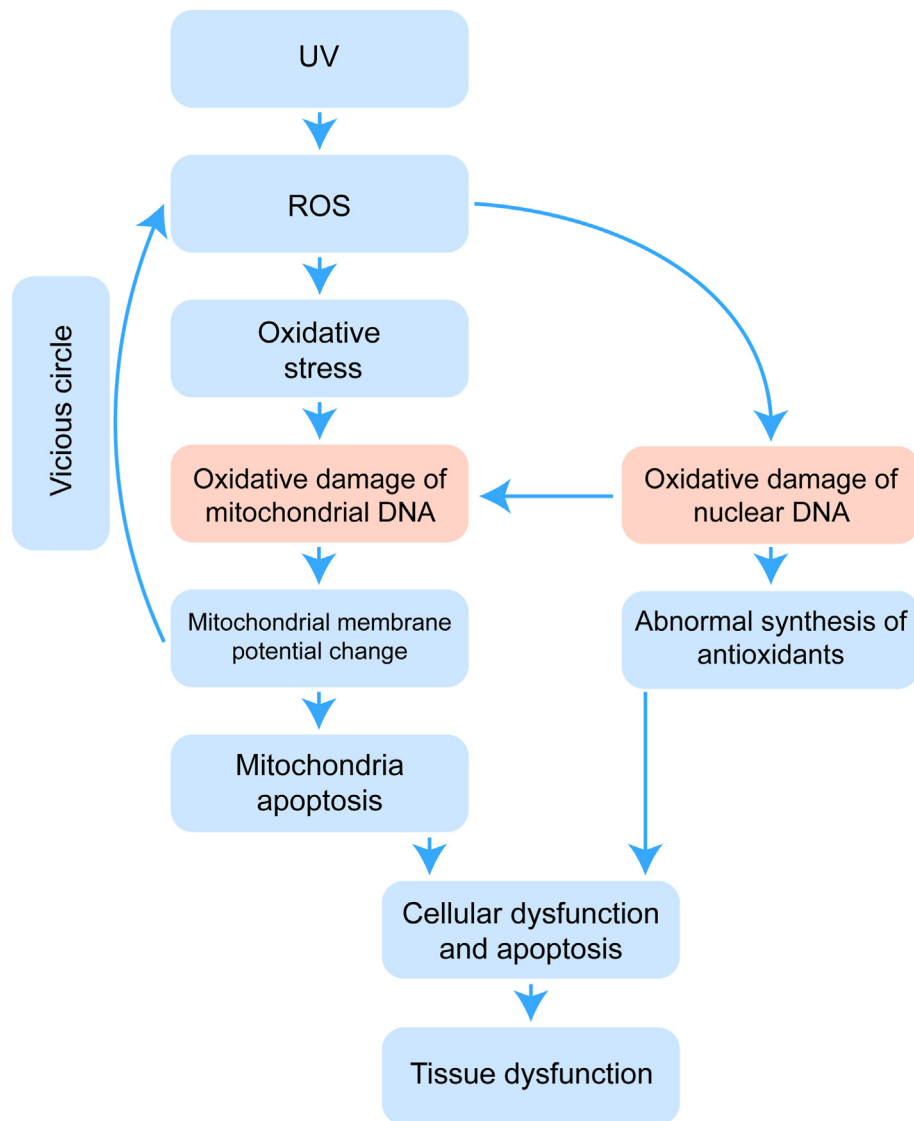 UV
ROS
Vicious circle
Oxidative
stress
Oxidative damage of
mitochondrial DNA
Oxidative damage of
nuclear DNA
Mitochondrial membrane
potential change
Abnormal synthesis of
antioxidants
Mitochondria
apoptosis
Cellular dysfunction
and apoptosis
Tissue dysfunction